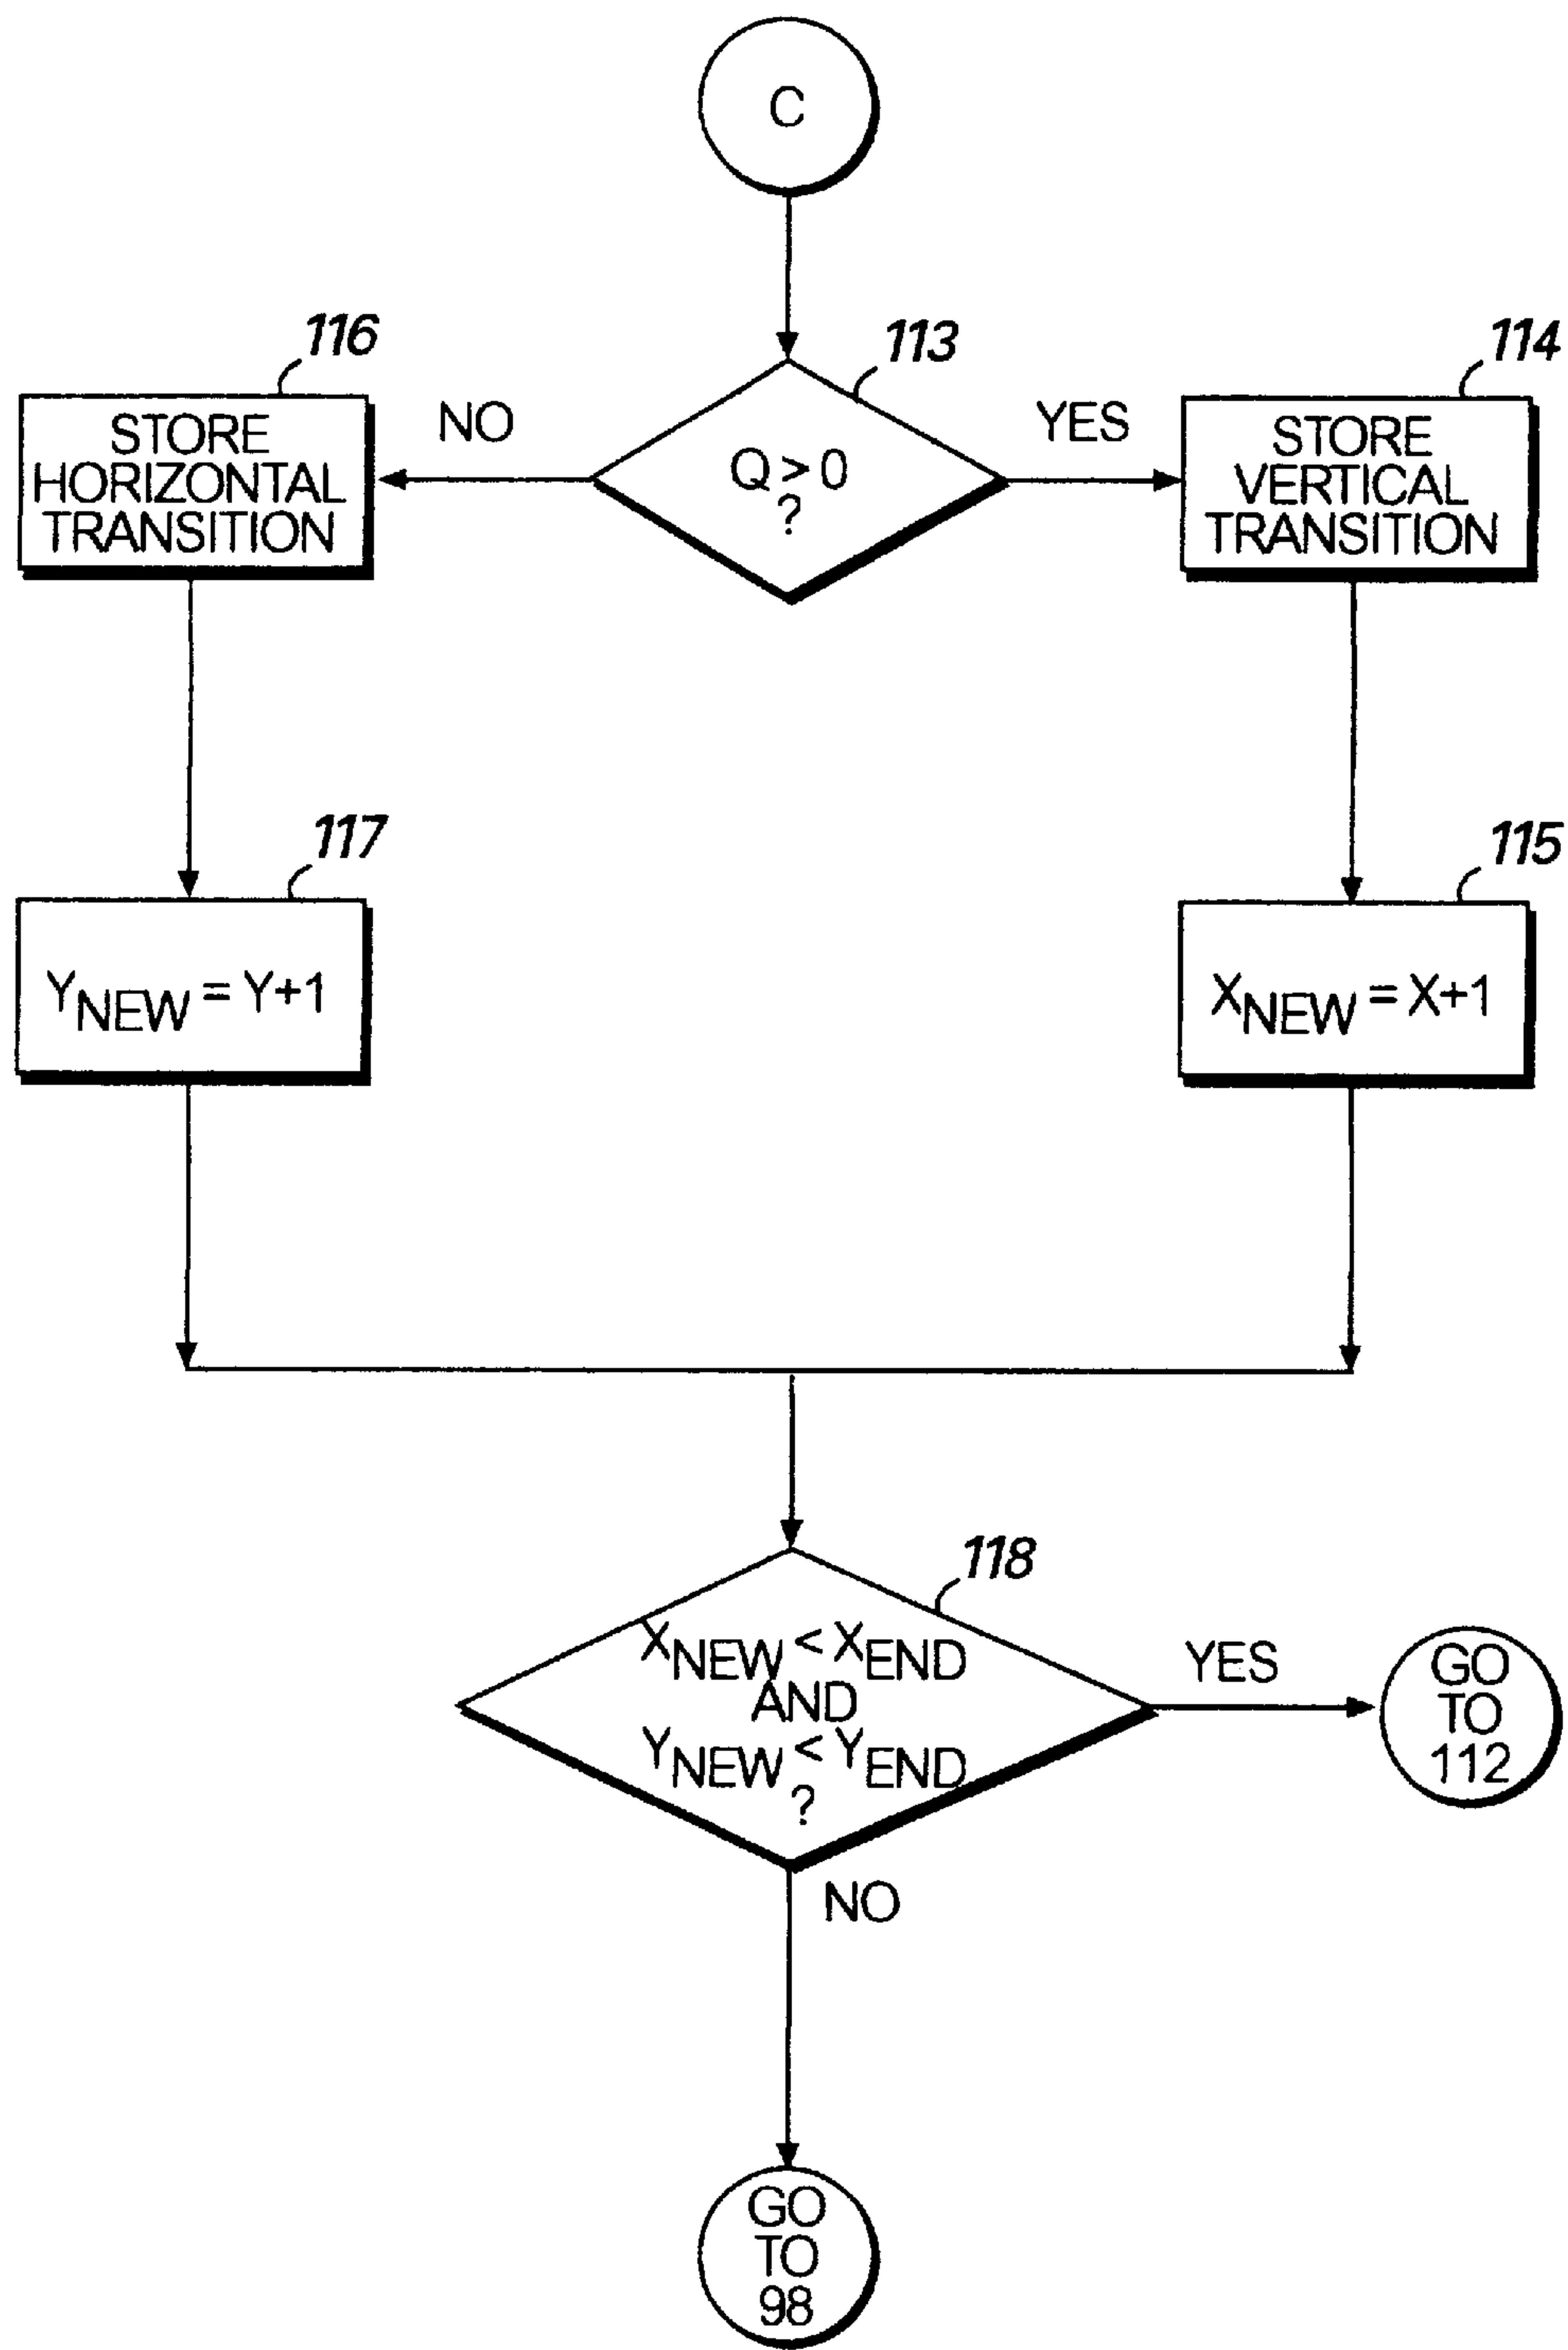 C
116
113
114
STORE
HORIZONTAL
TRANSITION
NO
Q > 0
?
YES
STORE
VERTICAL
TRANSITION
117
115
YNEW = Y+1
XNEW = X+1
118
XNEW < XEND
AND
YNEW < YEND
?
YES
GO
TO
112
NO
GO
TO
98